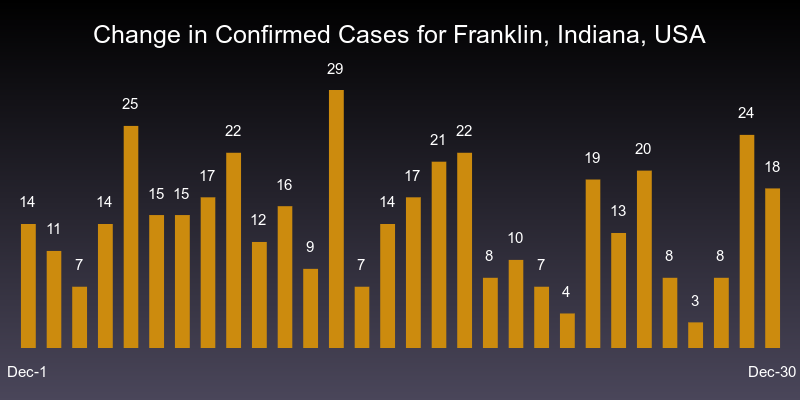 Change in Confirmed Cases for Franklin, Indiana, USA
14 11 7 14 25 15 15 17 22 12 16 9 29 7 14 17 21 22 8 10 7 4 19 13 20 8 3 8 24 18
Dec-1 Dec-30